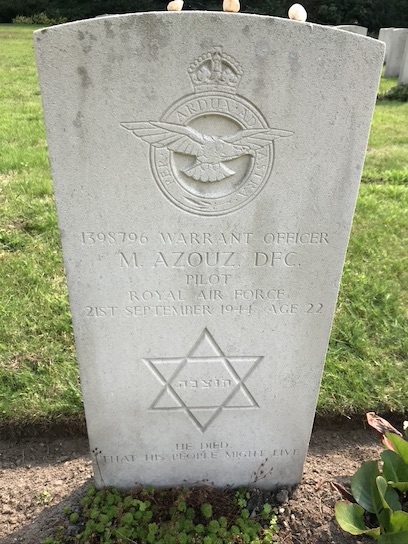 PER ARDUA AD ASTRA
1398796 WARRANT OFFICER
M. AZOUZ DFC.
PILOT
ROYAL AIR FORCE
21ST SEPTEMBER 1944 AGE 22
תנצבה
HE DIED
THAT HIS PEOPLE MIGHT LIVE